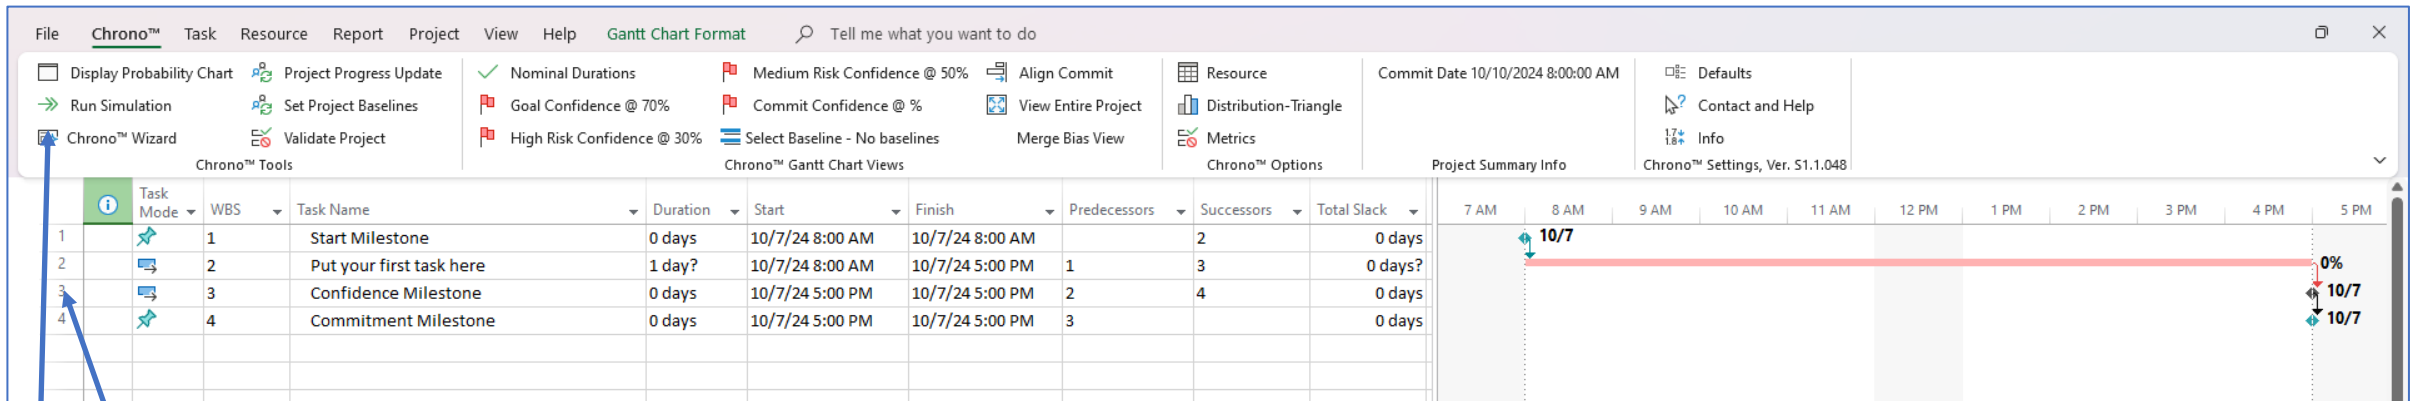 File Chrono™ Task Resource Report Project View Help Gantt Chart Format Tell me what you want to do
Display Probability Chart Project Progress Update Nominal Durations Medium Risk Confidence @ 50% Align Commit Resource Commit Date 10/10/2024 8:00:00 AM Defaults
Run Simulation Set Project Baselines Goal Confidence @ 70% Commit Confidence @ % View Entire Project Distribution-Triangle Contact and Help
Chrono™ Wizard Validate Project High Risk Confidence @ 30% Select Baseline - No baselines Merge Bias View Metrics 1.7 1.8 Info
Chrono™ Tools Chrono™ Gantt Chart Views Chrono™ Options Project Summary Info Chrono™ Settings, Ver. S1.1.048
Task Mode WBS Task Name Duration Start Finish Predecessors Successors Total Slack 7 AM 8 AM 9 AM 10 AM 11 AM 12 PM 1 PM 2 PM 3 PM 4 PM 5 PM
1 1 Start Milestone 0 days 10/7/24 8:00 AM 10/7/24 8:00 AM 2 0 days 10/7
2 2 Put your first task here 1 day? 10/7/24 8:00 AM 10/7/24 5:00 PM 1 3 0 days? 0%
3 3 Confidence Milestone 0 days 10/7/24 5:00 PM 10/7/24 5:00 PM 2 4 0 days 10/7
4 4 Commitment Milestone 0 days 10/7/24 5:00 PM 10/7/24 5:00 PM 3 0 days 10/7